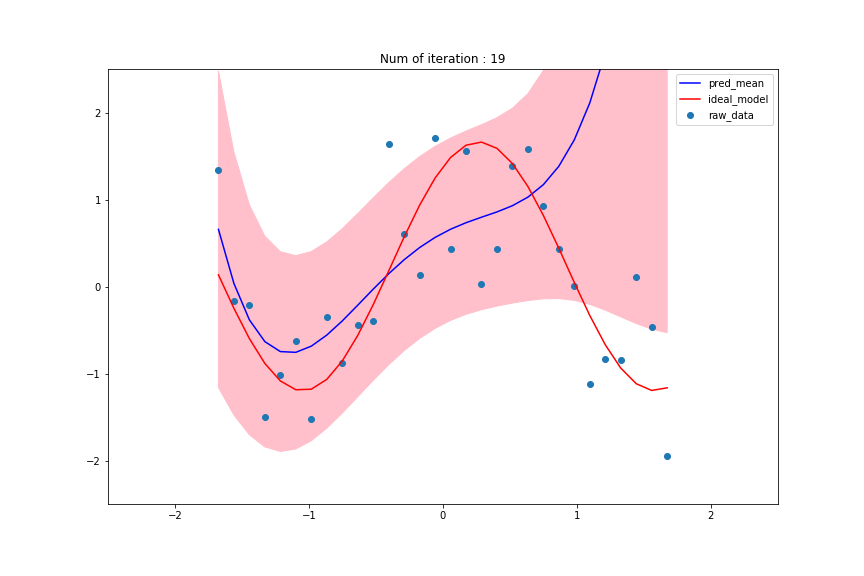 Num of iteration : 19
pred_mean
ideal_model
raw_data
2
1
0
−1
−2
−2
−1
0
1
2